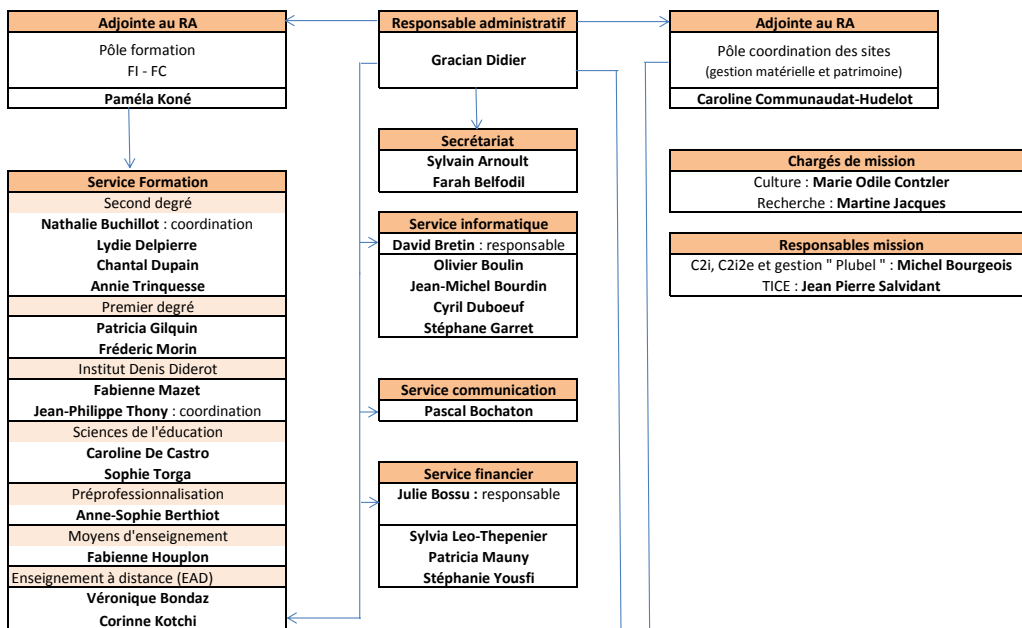 Adjointe au RA
Pôle formation
FI - FC
Paméla Koné
Responsable administratif
Gracian Didier
Adjointe au RA
Pôle coordination des sites
(gestion matérielle et patrimoine)
Caroline Communaudat-Hudelot
Secrétariat
Sylvain Arnoult
Farah Belfodil
Chargés de mission
Culture : Marie Odile Contzler
Recherche : Martine Jacques
Responsables mission
C2i, C2i2e et gestion " Plubel " : Michel Bourgeois
TICE : Jean Pierre Salvidant
Service Formation
Second degré
Nathalie Buchillot : coordination
Lydie Delpierre
Chantal Dupain
Annie Trinquesse
Premier degré
Patricia Gilquin
Fréderic Morin
Institut Denis Diderot
Fabienne Mazet
Jean-Philippe Thony : coordination
Sciences de l'éducation
Caroline De Castro
Sophie Torga
Préprofessionnalisation
Anne-Sophie Berthiot
Moyens d'enseignement
Fabienne Houplon
Enseignement à distance (EAD)
Véronique Bondaz
Corinne Kotchi
Service informatique
David Bretin : responsable
Olivier Boulin
Jean-Michel Bourdin
Cyril Duboeuf
Stéphane Garret
Service communication
Pascal Bochaton
Service financier
Julie Bossu : responsable
Sylvia Leo-Thepenier
Patricia Mauny
Stéphanie Yousfi